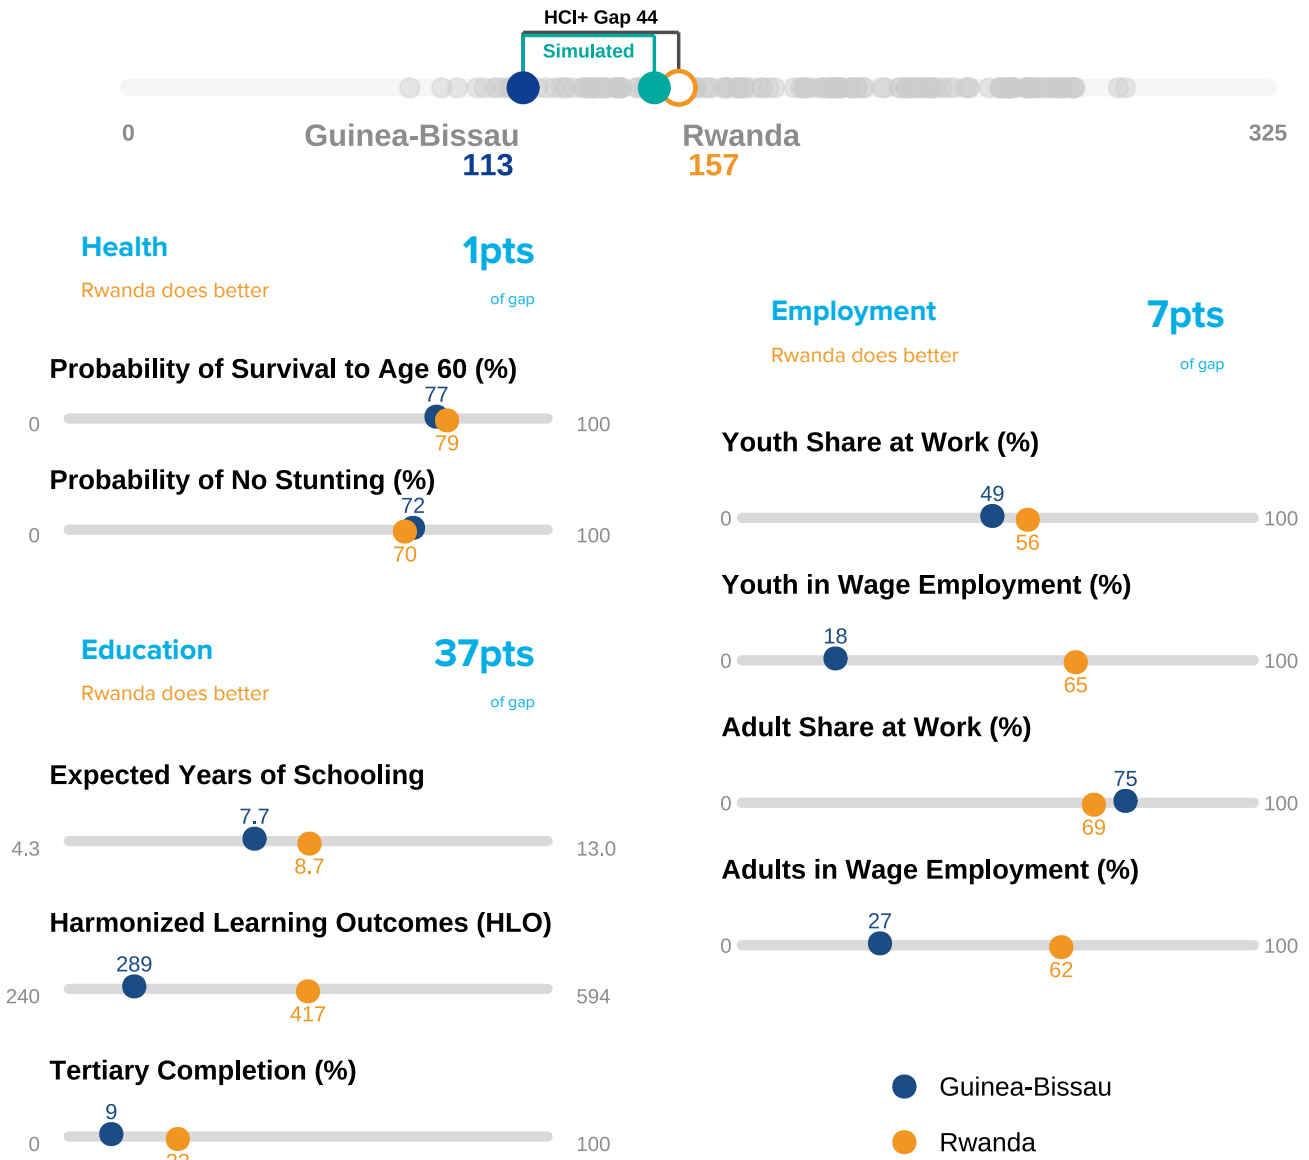 HCI+ Gap 44
Simulated
0
325
Guinea-Bissau
113
Rwanda
157
Health
1pts
Rwanda does better
of gap
Probability of Survival to Age 60 (%)
77
0
100
79
Probability of No Stunting (%)
72
0
100
70
Education
37pts
Rwanda does better
of gap
Expected Years of Schooling
7.7
4.3
13.0
8.7
Harmonized Learning Outcomes (HLO)
289
240
594
417
Tertiary Completion (%)
9
0
100
Employment
7pts
Rwanda does better
of gap
Youth Share at Work (%)
49
0
100
56
Youth in Wage Employment (%)
18
0
100
65
Adult Share at Work (%)
75
0
100
69
Adults in Wage Employment (%)
27
0
100
62
Guinea-Bissau
Rwanda